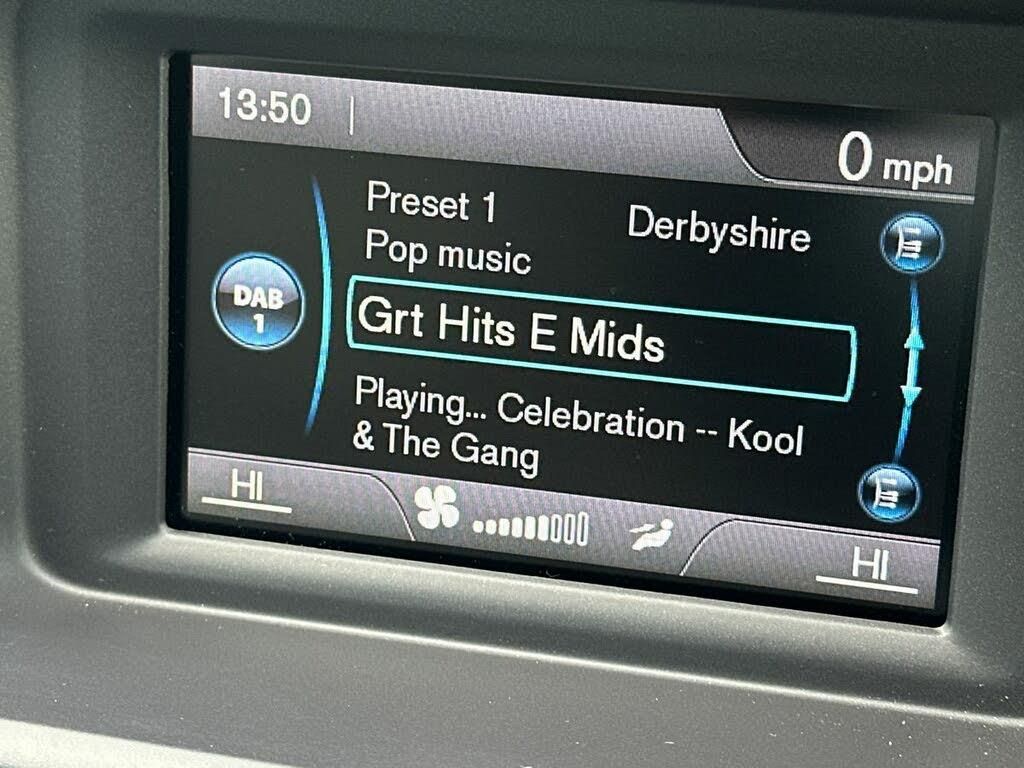 13:50
0 mph
Preset 1
Derbyshire
Pop music
DAB
1
Grt Hits E Mids
Playing... Celebration -- Kool
& The Gang
HI
HI